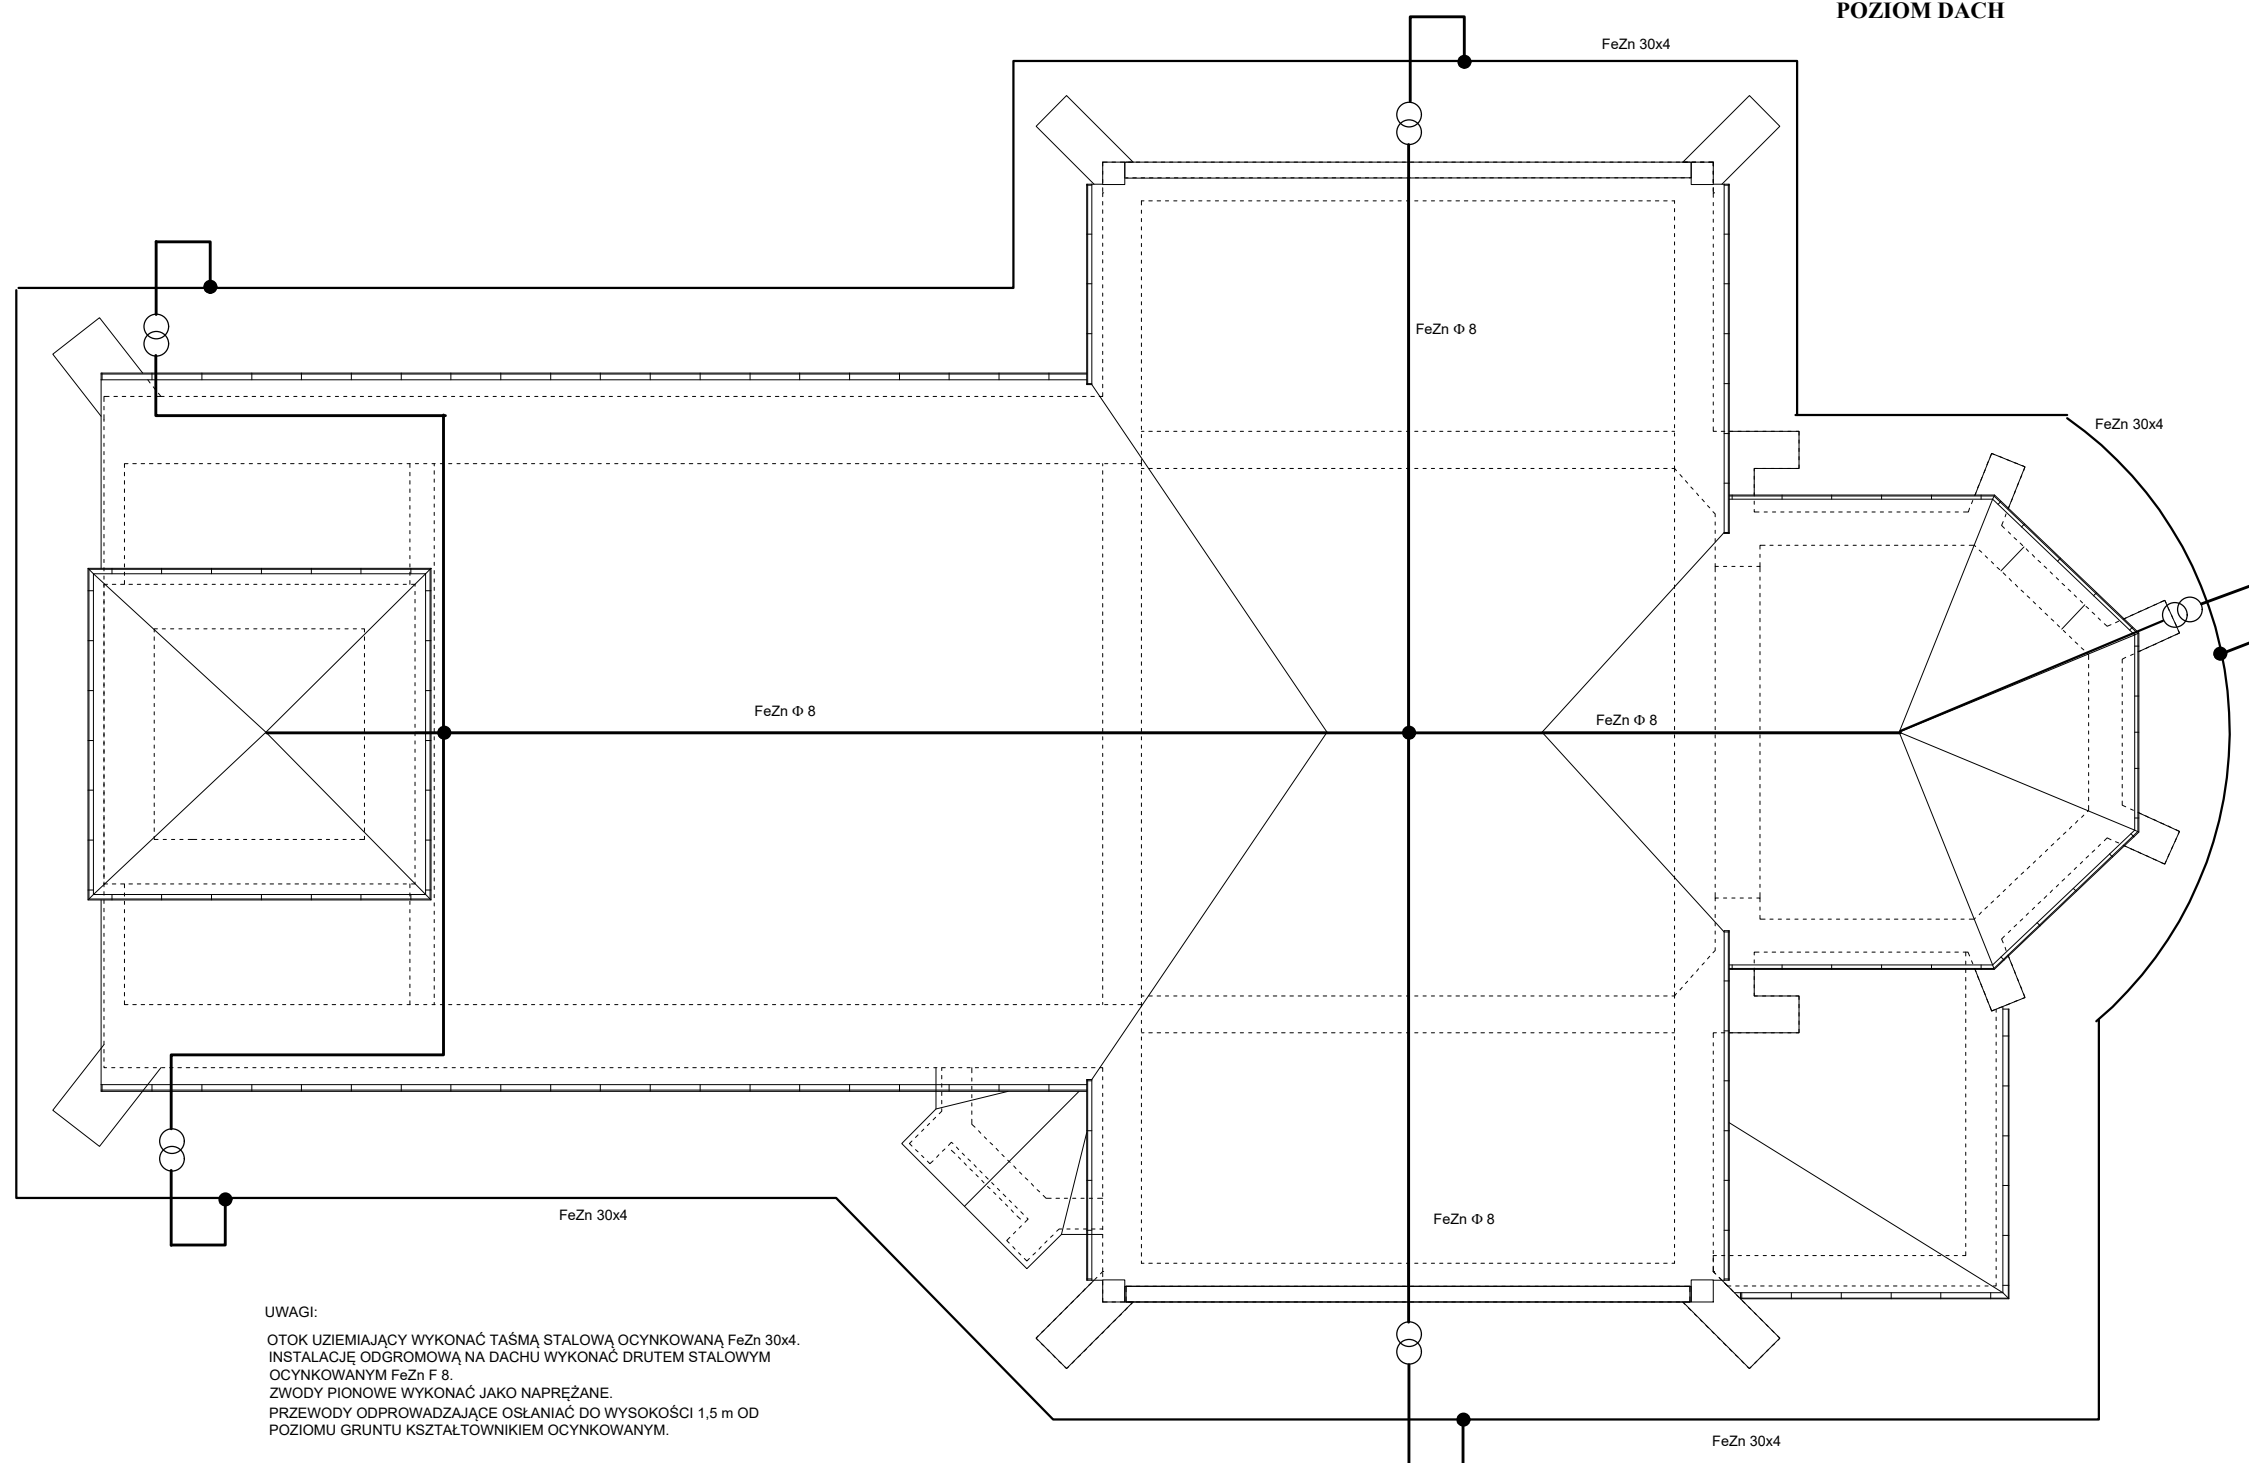 POZIOM DACH
FeZn 30x4
FeZn Φ 8
FeZn 30x4
FeZn Φ 8
FeZn Φ 8
FeZn 30x4
FeZn Φ 8
UWAGI:
OTOK UZIEMIAJĄCY WYKONAĆ TAŚMĄ STALOWĄ OCYNKOWANĄ FeZn 30x4.
INSTALACJĘ ODGROMOWĄ NA DACHU WYKONAĆ DRUTEM STALOWYM
OCYNKOWANYM FeZn F 8.
ZWODY PIONOWE WYKONAĆ JAKO NAPRĘŻANE.
PRZEWODY ODPROWADZAJĄCE OSŁANIAĆ DO WYSOKOŚCI 1,5 m OD
POZIOMU GRUNTU KSZTAŁTOWNIKIEM OCYNKOWANYM.
FeZn 30x4